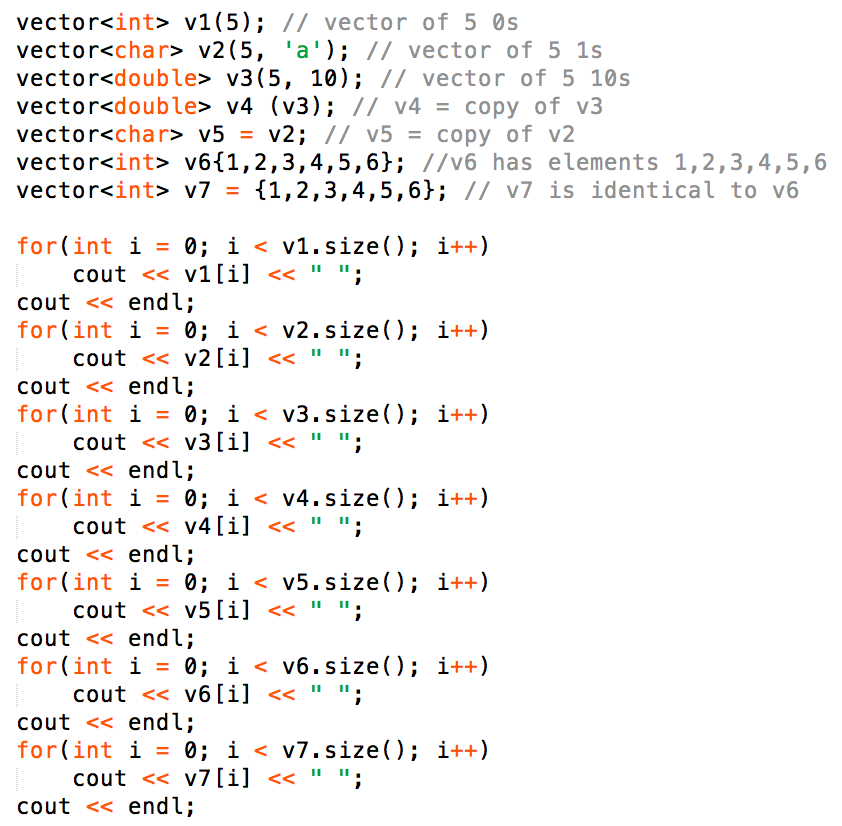 vector<int> v1(5); // vector of 5 0s
vector<char> v2(5, 'a'); // vector of 5 1s
vector<double> v3(5, 10); // vector of 5 10s
vector<double> v4 (v3); // v4 = copy of v3
vector<char> v5 = v2; // v5 = copy of v2
vector<int> v6{1,2,3,4,5,6}; //v6 has elements 1,2,3,4,5,6
vector<int> v7 = {1,2,3,4,5,6}; // v7 is identical to v6

for(int i = 0; i < v1.size(); i++)
    cout << v1[i] << " ";
cout << endl;
for(int i = 0; i < v2.size(); i++)
    cout << v2[i] << " ";
cout << endl;
for(int i = 0; i < v3.size(); i++)
    cout << v3[i] << " ";
cout << endl;
for(int i = 0; i < v4.size(); i++)
    cout << v4[i] << " ";
cout << endl;
for(int i = 0; i < v5.size(); i++)
    cout << v5[i] << " ";
cout << endl;
for(int i = 0; i < v6.size(); i++)
    cout << v6[i] << " ";
cout << endl;
for(int i = 0; i < v7.size(); i++)
    cout << v7[i] << " ";
cout << endl;